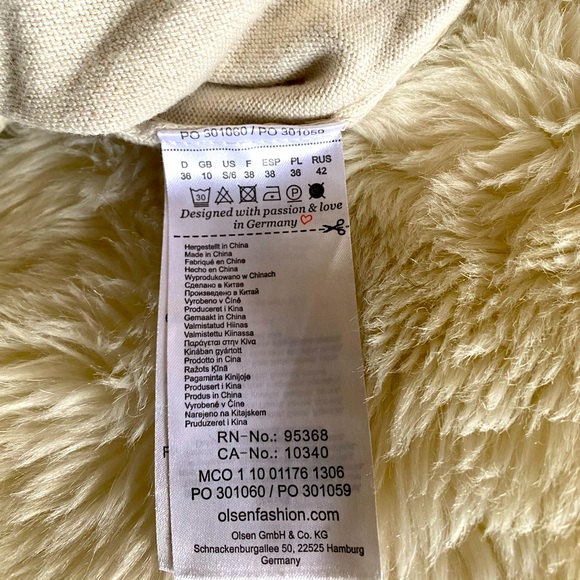 PO 301060 / PO 301059
D GB US F ESP PL RUS
36 10 S/6 38 38 36 42
30 P
Designed with passion & love
in Germany
Hergestellt in China
Made in China
Fabriqué en Chine
Hecho en China
Wyprodukowano w Chinach
Сделано в Китае
Произведено в Китае
Vyrobeno v Číně
Produceret i Kina
Gemaakt in China
Valmistatud Hiinas
Valmistettu Kiinassa
Παράγεται στην Κίνα
Kínában gyártott
Prodotto in Cina
Ražots Ķīnā
Pagaminta Kinijoje
Produsert i Kina
Produs in China
Vyrobené v Číne
Narejeno na Kitajskem
Pruduzeret i Kina
RN-No.: 95368
CA-No.: 10340
MCO 1 10 01176 1306
PO 301060 / PO 301059
olsenfashion.com
Olsen GmbH & Co. KG
Schnackenburgallee 50, 22525 Hamburg
Germany